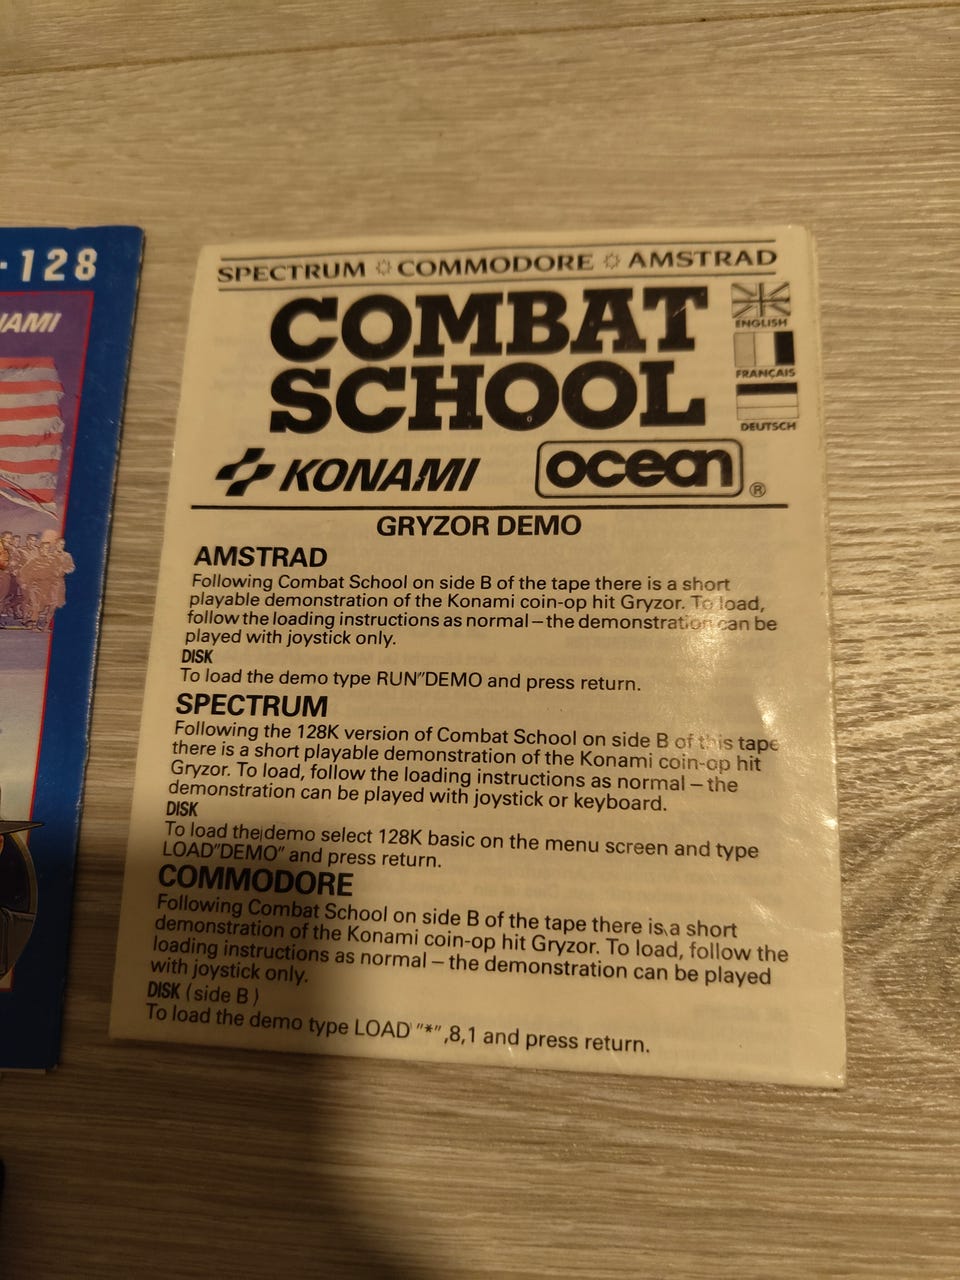 -128
NAMI
SPECTRUM COMMODORE AMSTRAD
COMBAT
SCHOOL
ENGLISH
FRANÇAIS
DEUTSCH
KONAMI ocean ®
GRYZOR DEMO
AMSTRAD
Following Combat School on side B of the tape there is a short
playable demonstration of the Konami coin-op hit Gryzor. To load,
follow the loading instructions as normal – the demonstration can be
played with joystick only.
DISK
To load the demo type RUN"DEMO and press return.
SPECTRUM
Following the 128K version of Combat School on side B of this tape
there is a short playable demonstration of the Konami coin-op hit
Gryzor. To load, follow the loading instructions as normal – the
demonstration can be played with joystick or keyboard.
DISK
To load the demo select 128K basic on the menu screen and type
LOAD"DEMO" and press return.
COMMODORE
Following Combat School on side B of the tape there is a short
demonstration of the Konami coin-op hit Gryzor. To load, follow the
loading instructions as normal – the demonstration can be played
with joystick only.
DISK (side B)
To load the demo type LOAD "*",8,1 and press return.